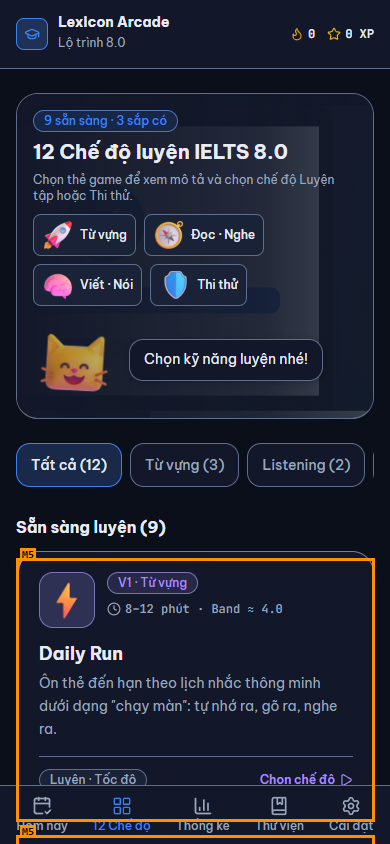 Lexicon Arcade
Lộ trình 8.0
0
0 XP
9 sẵn sàng · 3 sắp có
12 Chế độ luyện IELTS 8.0
Chọn thẻ game để xem mô tả và chọn chế độ Luyện
tập hoặc Thi thử.
Từ vựng
Đọc · Nghe
Viết · Nói
Thi thử
Chọn kỹ năng luyện nhé!
Tất cả (12)
Từ vựng (3)
Listening (2)
Sẵn sàng luyện (9)
M5
V1 · Từ vựng
8–12 phút · Band ≈ 4.0
Daily Run
Ôn thẻ đến hạn theo lịch nhắc thông minh
dưới dạng "chạy màn": tự nhớ ra, gõ ra, nghe
ra.
Luyện · Tốc độ
Chọn chế độ
Hôm nay
12 Chế độ
Thống kê
Thư viện
Cài đặt
M5